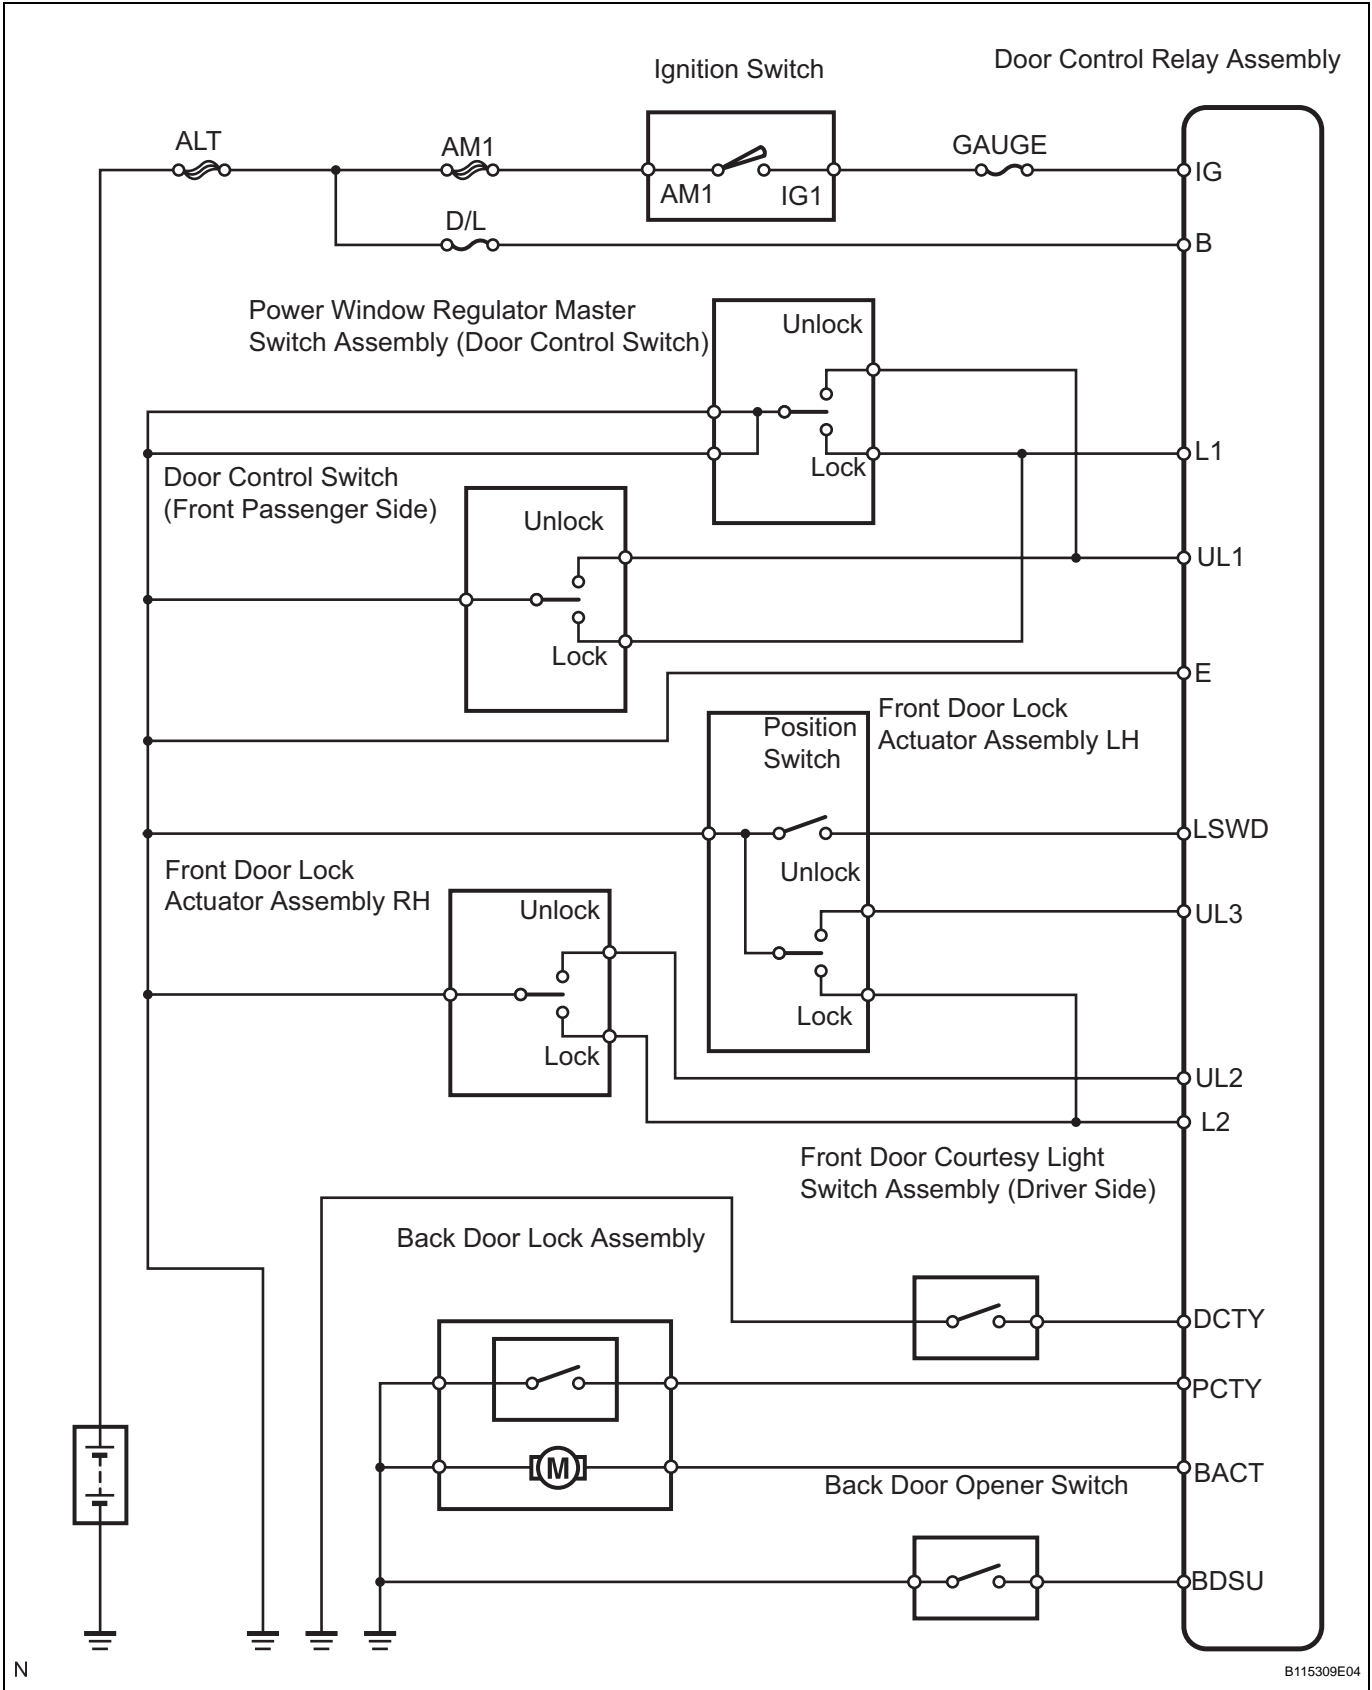 Door Control Relay Assembly
Ignition Switch
ALT
AM1
GAUGE
AM1
IG1
IG
D/L
B
Power Window Regulator Master
Switch Assembly (Door Control Switch)
Unlock
Lock
L1
Door Control Switch
(Front Passenger Side)
Unlock
Lock
UL1
E
Front Door Lock
Actuator Assembly LH
Position
Switch
LSWD
Unlock
UL3
Lock
Front Door Lock
Actuator Assembly RH
Unlock
Lock
UL2
L2
Front Door Courtesy Light
Switch Assembly (Driver Side)
Back Door Lock Assembly
DCTY
PCTY
M
BACT
Back Door Opener Switch
BDSU
N
B115309E04